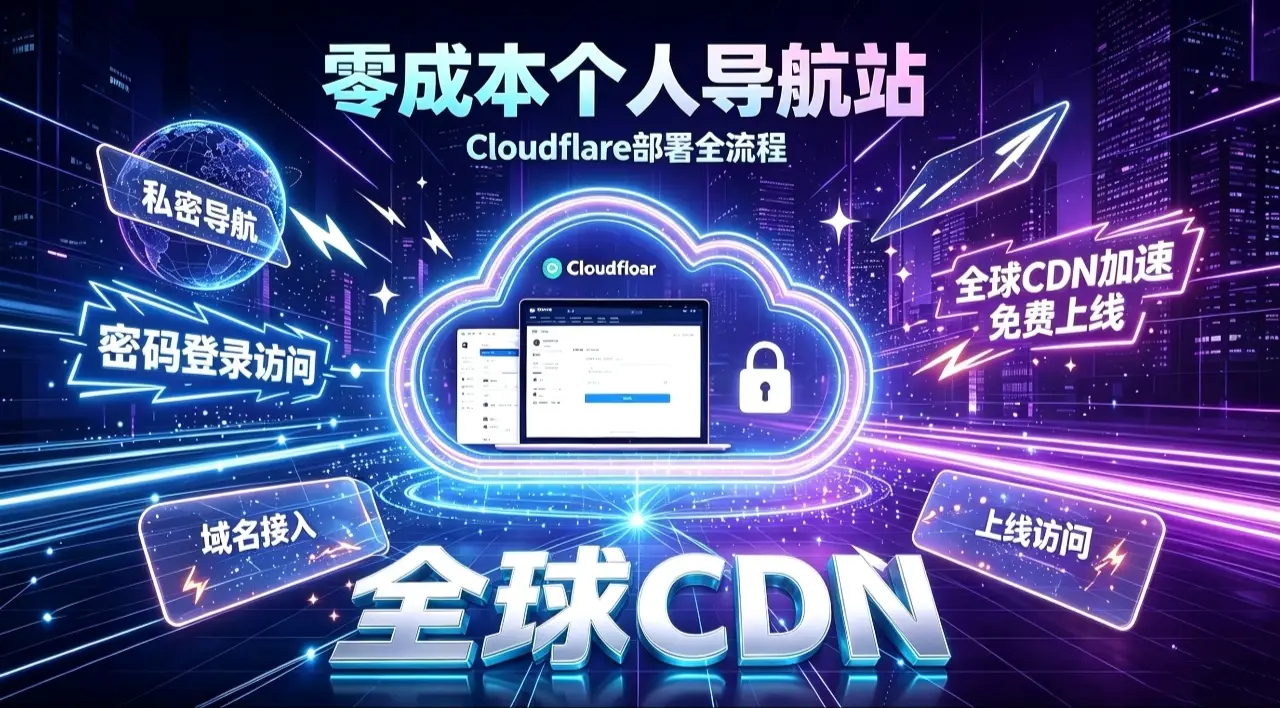 零成本个人导航站
Cloudflare部署全流程
私密导航
密码登录访问
Cloudfloar
全球CDN加速
免费上线
域名接入
上线访问
全球CDN